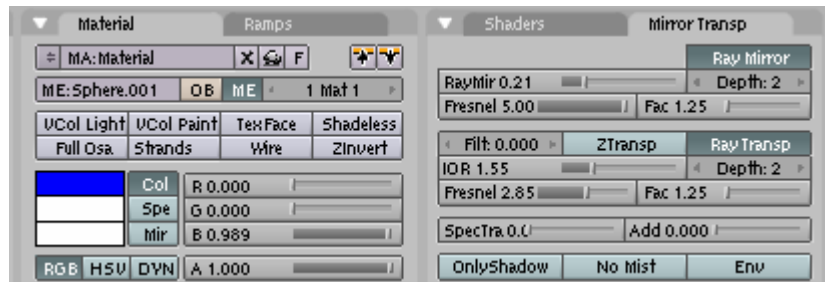 Material Ramps
MA:Material X F
ME:Sphere.001 OB ME 1 Mat 1
VCol Light VCol Paint TexFace Shadeless
Full Osa Strands Wire ZInvert
Col R 0.000
Spe G 0.000
Mir B 0.989
RGB HSV DYN A 1.000
Shaders Mirror Transp
Ray Mirror
RayMir 0.21 Depth: 2
Fresnel 5.00 Fac 1.25
Filt: 0.000 ZTransp Ray Transp
IOR 1.55 Depth: 2
Fresnel 2.85 Fac 1.25
SpecTra 0.0 Add 0.000
OnlyShadow No Mist Env